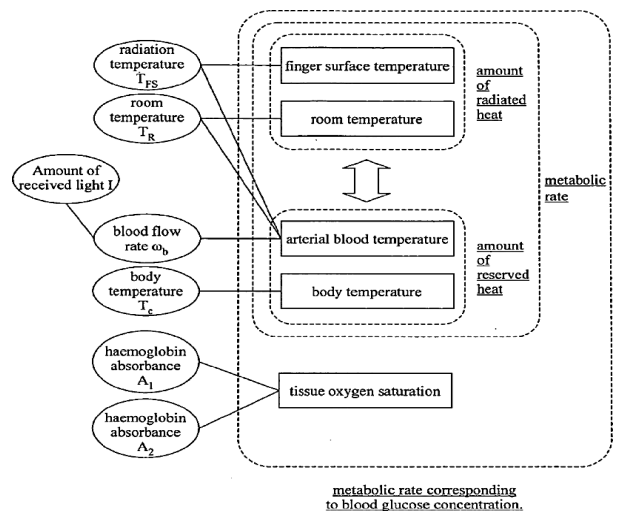 radiation
temperature
T_FS
finger surface temperature
amount
of
radiated
heat
room
temperature
T_R
room temperature
Amount of
received light I
metabolic
rate
blood flow
rate ω_b
arterial blood temperature
amount
of
reserved
heat
body
temperature
T_c
body temperature
haemoglobin
absorbance
A_1
tissue oxygen saturation
haemoglobin
absorbance
A_2
metabolic rate corresponding
to blood glucose concentration.